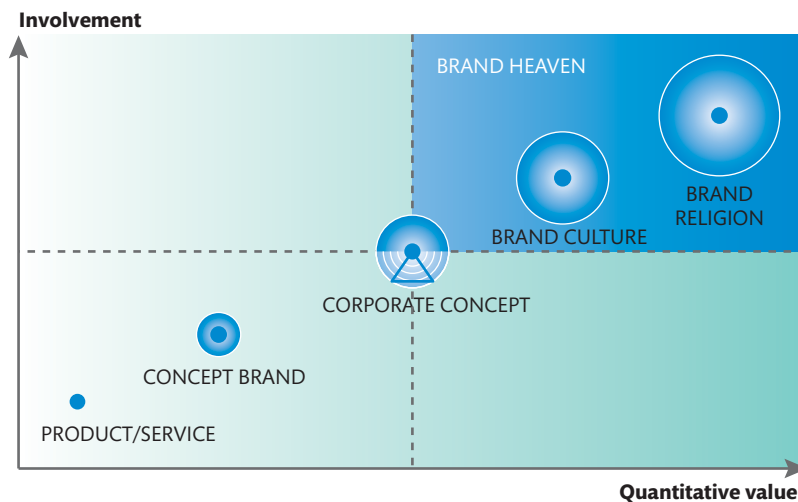 Involvement
BRAND HEAVEN
BRAND
RELIGION
BRAND CULTURE
CORPORATE CONCEPT
CONCEPT BRAND
PRODUCT/SERVICE
Quantitative value